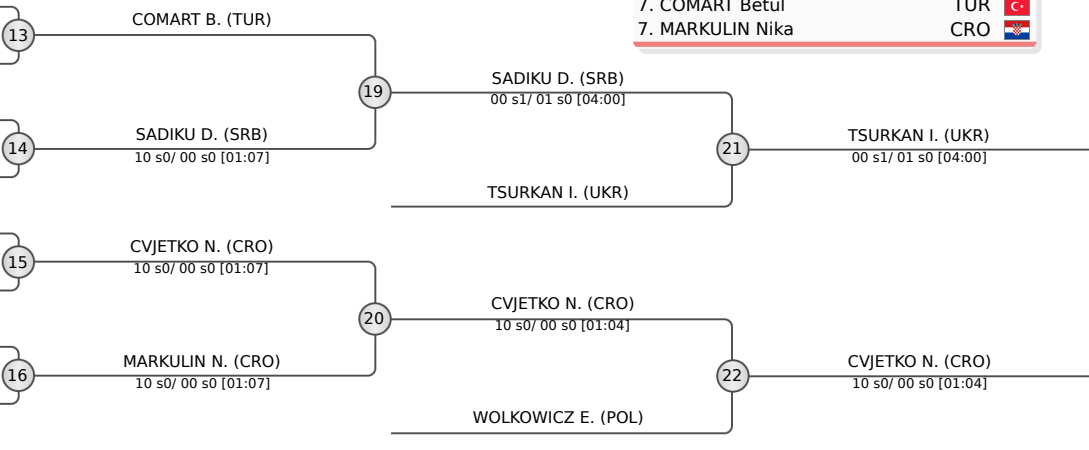 7. COMART Betul TUR
7. MARKULIN Nika CRO
COMART B. (TUR)
13
19
SADIKU D. (SRB)
00 s1/ 01 s0 [04:00]
14
SADIKU D. (SRB)
10 s0/ 00 s0 [01:07]
21
TSURKAN I. (UKR)
00 s1/ 01 s0 [04:00]
TSURKAN I. (UKR)
15
CVJETKO N. (CRO)
10 s0/ 00 s0 [01:07]
20
CVJETKO N. (CRO)
10 s0/ 00 s0 [01:04]
16
MARKULIN N. (CRO)
10 s0/ 00 s0 [01:07]
22
CVJETKO N. (CRO)
10 s0/ 00 s0 [01:04]
WOLKOWICZ E. (POL)